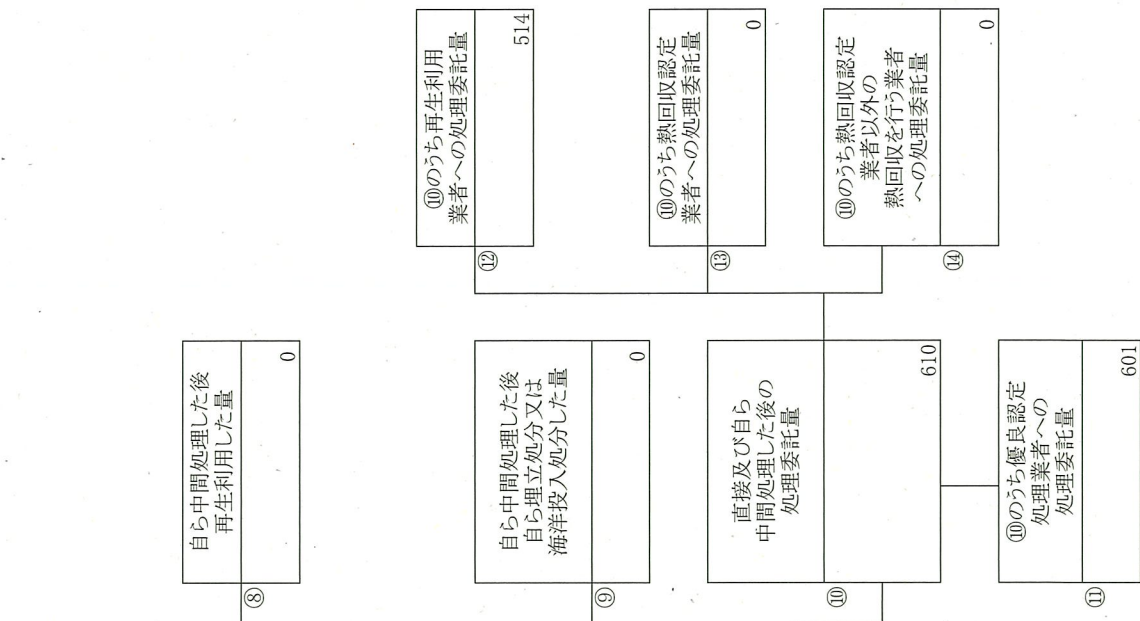 ⑧
自ら中間処理した後
再生利用した量
0
⑨
自ら中間処理した後
自ら埋立処分又は
海洋投入処分した量
0
⑩
直接及び自ら
中間処理した後の
処理委託量
610
⑪
⑩のうち優良認定
処理業者への
処理委託量
601
⑫
⑩のうち再生利用
業者への処理委託量
514
⑬
⑩のうち熱回収認定
業者への処理委託量
0
⑭
⑩のうち熱回収認定
業者以外の
熱回収を行う業者
への処理委託量
0